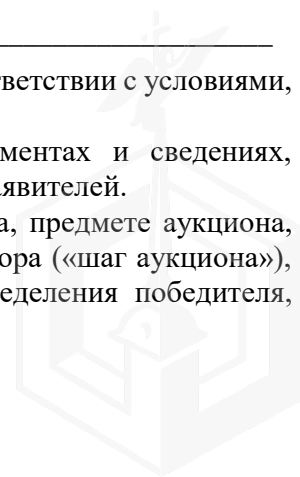 ответствии с условиями,
ментах и сведениях,
явителей.
а, предмете аукциона,
ора («шаг аукциона»),
еделения победителя,